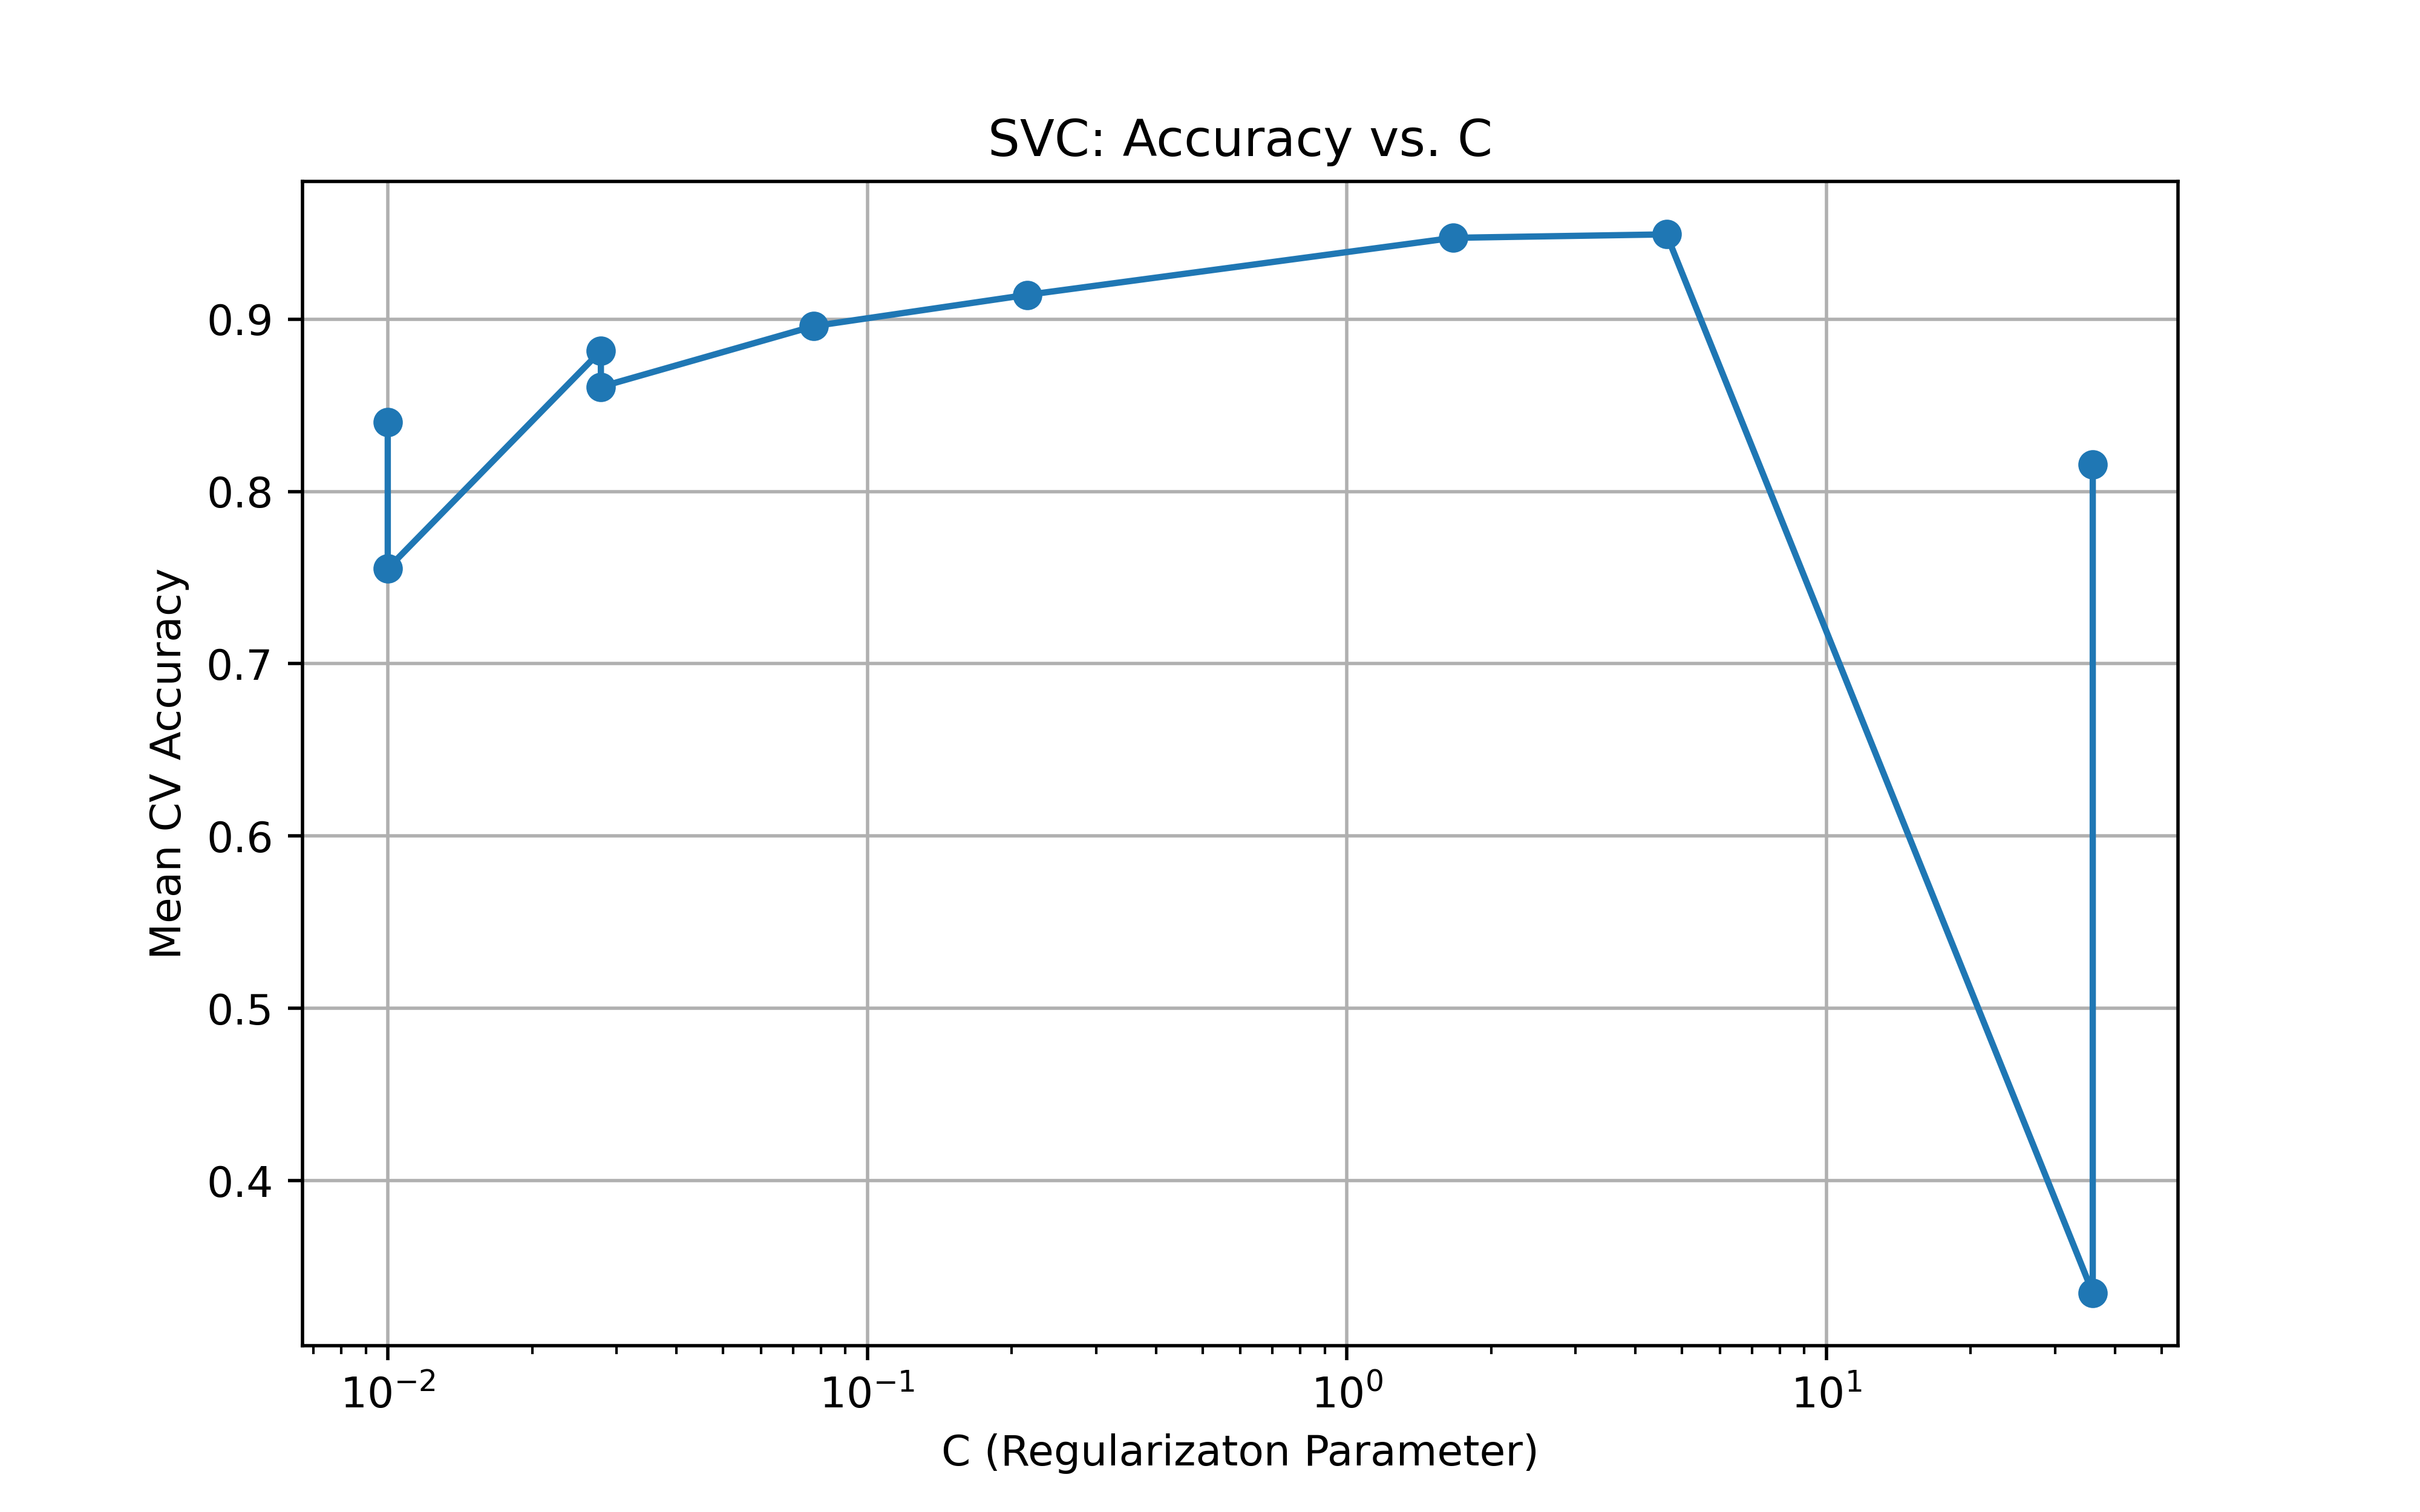 SVC: Accuracy vs. C
Mean CV Accuracy
0.9
0.8
0.7
0.6
0.5
0.4
10⁻² 10⁻¹ 10⁰ 10¹
C (Regularizaton Parameter)